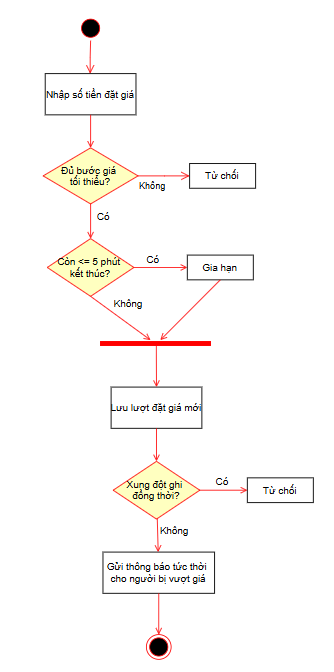 Nhập số tiền đặt giá
Đủ bước giá
tối thiểu?
Không
Từ chối
Có
Còn <= 5 phút
kết thúc?
Có
Gia hạn
Không
Lưu lượt đặt giá mới
Xung đột ghi
đồng thời?
Có
Từ chối
Không
Gửi thông báo tức thời
cho người bị vượt giá